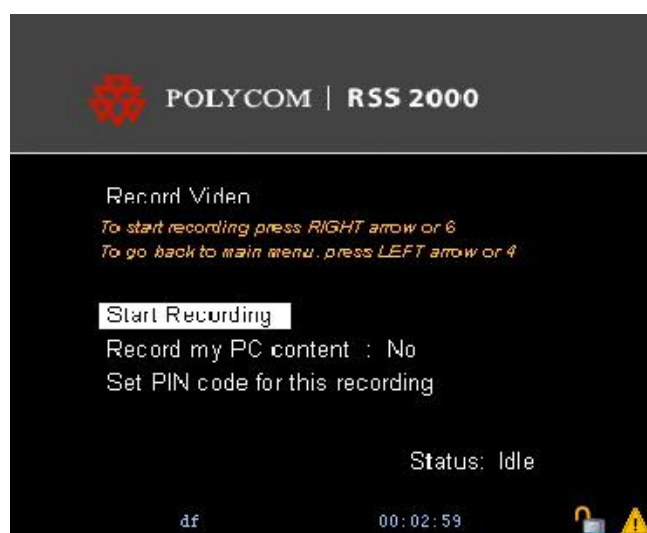 POLYCOM | RSS 2000
Record Video
To start recording press RIGHT arrow or 6
To go back to main menu, press LEFT arrow or 4
Start Recording
Record my PC content : No
Set PIN code for this recording
Status: Idle
df 00:02:59